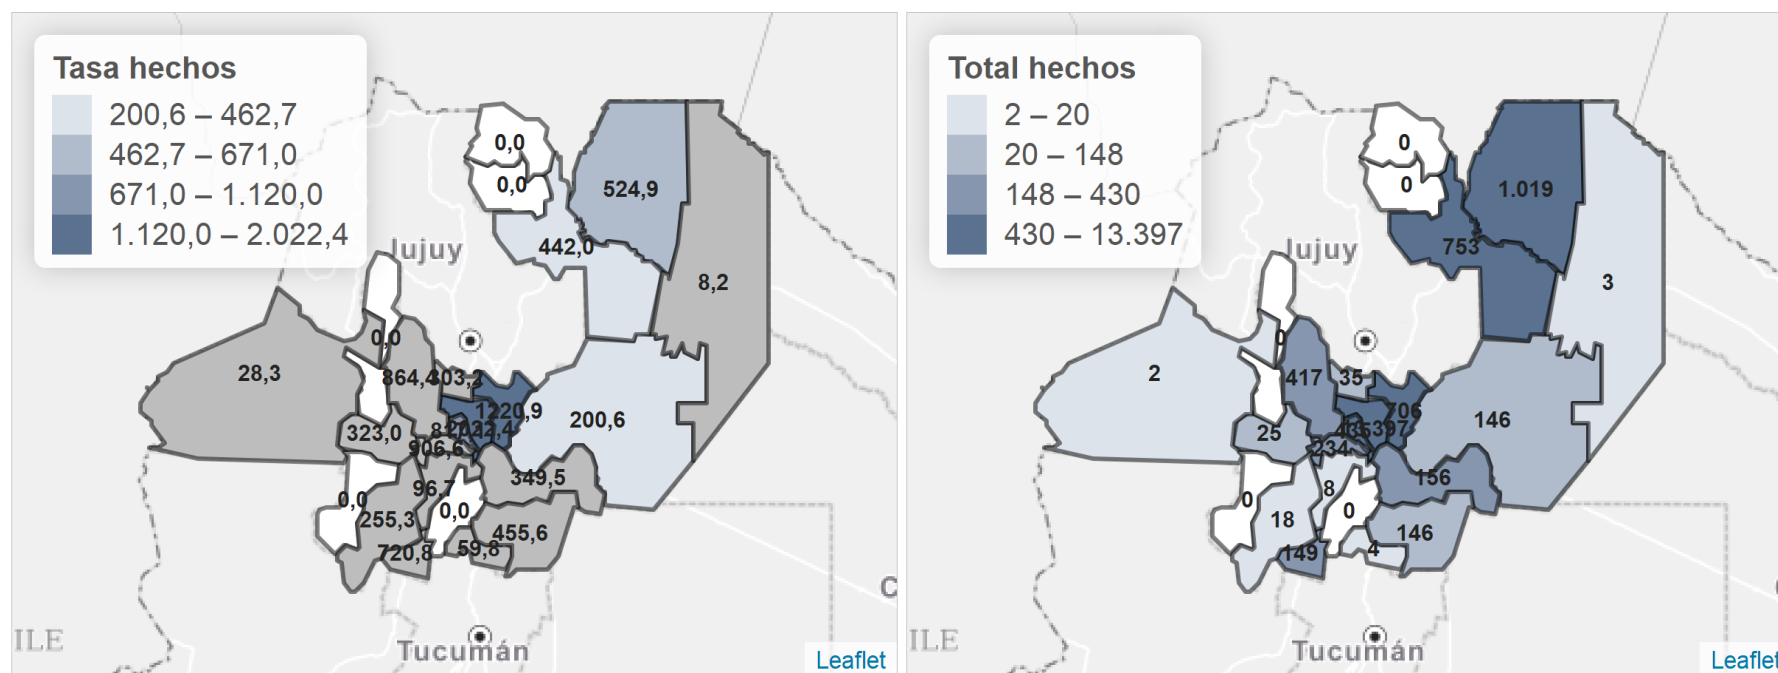 Tasa hechos
200,6 – 462,7
462,7 – 671,0
671,0 – 1.120,0
1.120,0 – 2.022,4
0,0
0,0
524,9
442,0
Jujuy
8,2
0,0
28,3
864,4
303,2
1220,9
200,6
323,0
906,6
349,5
96,7
0,0
0,0
255,3
455,6
720,8
59,8
ILE
Tucumán
C
Leaflet
Total hechos
2 – 20
20 – 148
148 – 430
430 – 13.397
0
0
1.019
753
Jujuy
3
0
2
417
35
706
146
25
234
156
8
0
0
18
146
149
4
ILE
Tucumán
Leaflet